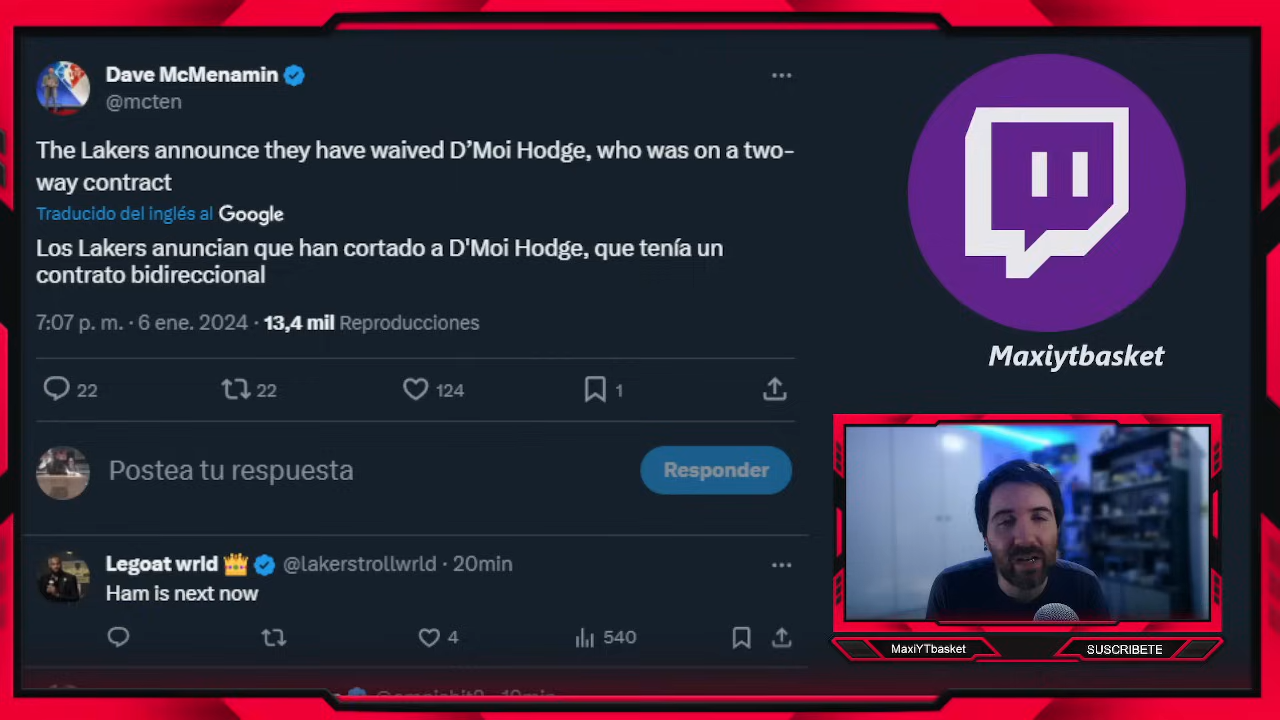 Dave McMenamin
@mcten
The Lakers announce they have waived D’Moi Hodge, who was on a two-
way contract
Traducido del inglés al Google
Los Lakers anuncian que han cortado a D'Moi Hodge, que tenía un
contrato bidireccional
7:07 p. m. · 6 ene. 2024 · 13,4 mil Reproducciones
22 22 124 1
Postea tu respuesta
Responder
Legoat wrld 👑 @lakerstrollwrld · 20min
Ham is next now
4 540
Maxiytbasket
MaxiYTbasket
SUSCRIBETE